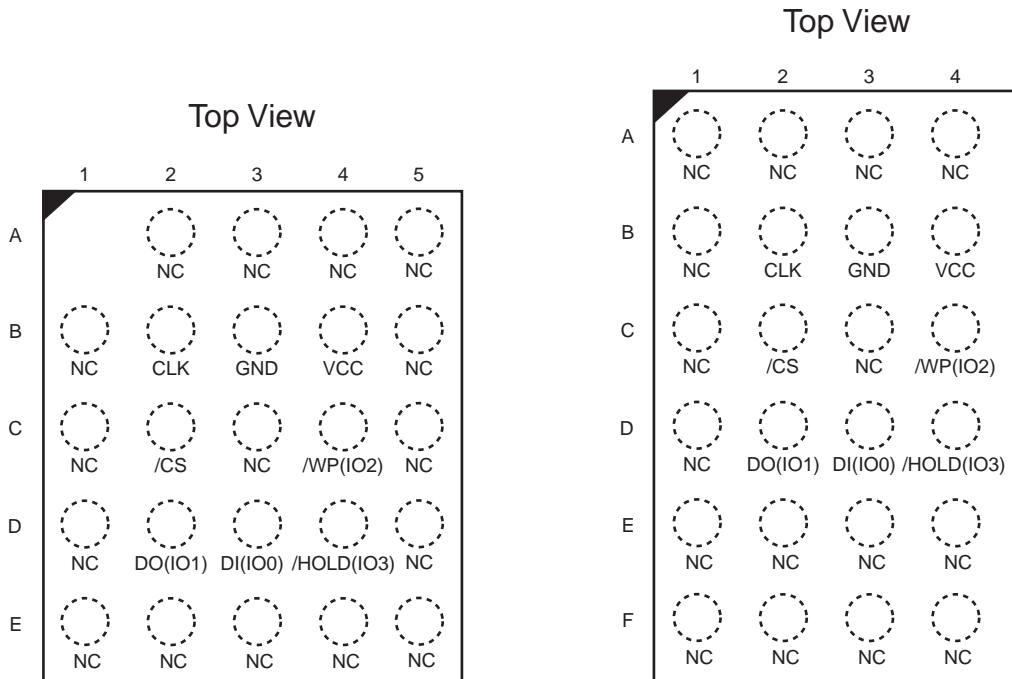 Top View
1 2 3 4 5
A
NC NC NC NC
B
NC CLK GND VCC NC
C
NC /CS NC /WP(IO2) NC
D
NC DO(IO1) DI(IO0) /HOLD(IO3) NC
E
NC NC NC NC NC
Top View
1 2 3 4
A
NC NC NC NC
B
NC CLK GND VCC
C
NC /CS NC /WP(IO2)
D
NC DO(IO1) DI(IO0) /HOLD(IO3)
E
NC NC NC NC
F
NC NC NC NC